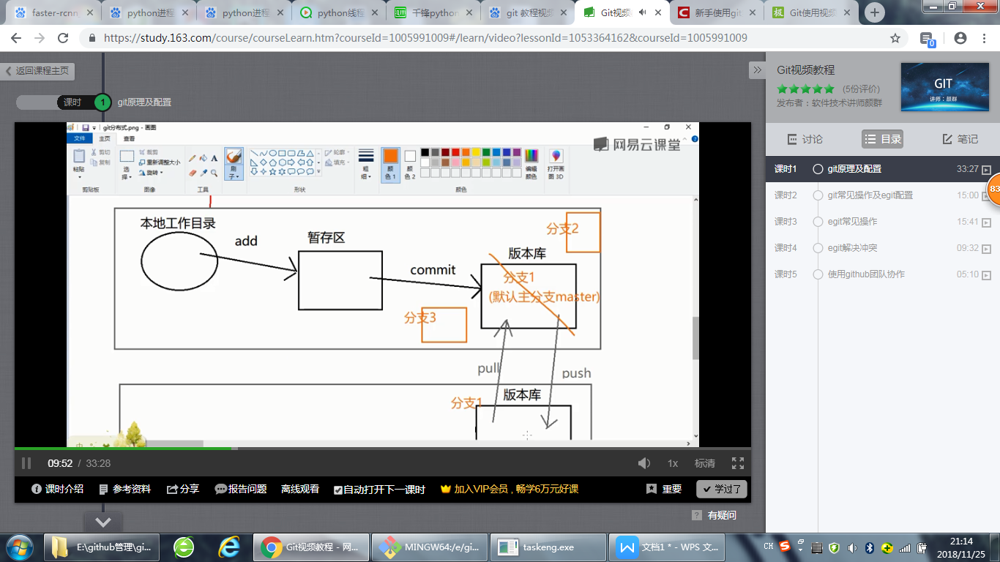 faster-rcnn
python进程
python进程
python线程
千锋python
git 教程视频
Git视频
新手使用git
Git使用视频
https://study.163.com/course/courseLearn.htm?courseId=1005991009#/learn/video?lessonId=1053364162&courseId=1005991009
0
返回课程主页
课时 1 git原理及配置
git分布式.png - 画图
文件 主页 查看
网易云课堂
粘贴
剪切
复制
选择
裁剪
重新调整大小
旋转
A
刷子
轮廓
填充
粗细
颜色 1
颜色 2
编辑颜色
打开画图 3D
剪贴板 图像 工具 形状 颜色
本地工作目录
add
暂存区
commit
版本库
分支2
分支1
(默认主分支master)
分支3
pull
push
分支1
版本库
中
09:52 / 33:28
1x 标清
课时介绍 参考资料 分享 报告问题 离线观看 自动打开下一课时 加入VIP会员 , 畅学6万元好课 重要 学过了
? 有疑问
Git视频教程
(5份评价)
发布者：软件技术讲师颜群
GIT
讲师：颜群
讨论 目录 笔记
课时1 git原理及配置 33:27
课时2 git常见操作及egit配置 15:00
课时3 egit常见操作 15:41
课时4 egit解决冲突 09:32
课时5 使用github团队协作 05:10
83
E:\github管理\gi...
Git视频教程 - 网...
MINGW64:/e/gi...
taskeng.exe
文档1 * - WPS 文...
CH
21:14
2018/11/25